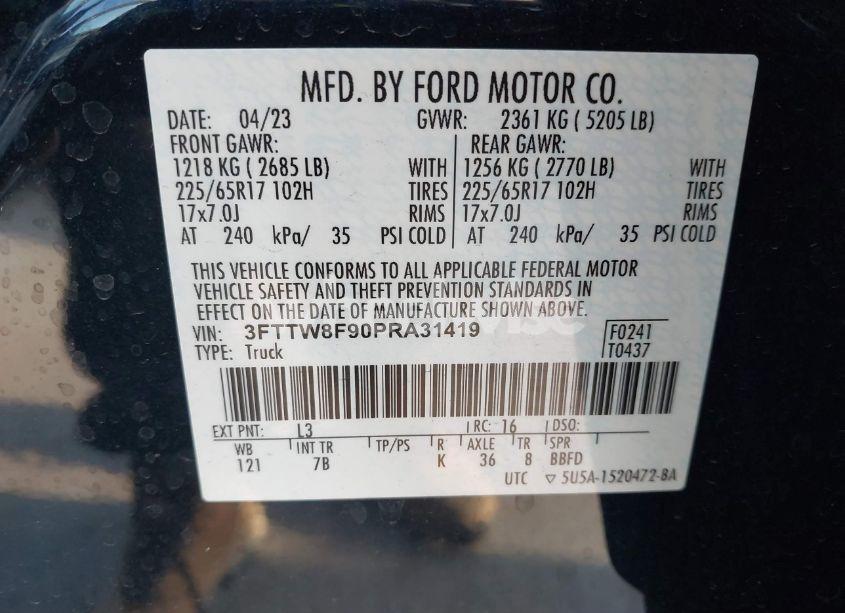 MFD. BY FORD MOTOR CO.
DATE: 04/23 GVWR: 2361 KG ( 5205 LB)
FRONT GAWR: REAR GAWR:
1218 KG ( 2685 LB) WITH 1256 KG ( 2770 LB) WITH
225/65R17 102H TIRES 225/65R17 102H TIRES
17x7.0J RIMS 17x7.0J RIMS
AT 240 kPa/ 35 PSI COLD AT 240 kPa/ 35 PSI COLD
THIS VEHICLE CONFORMS TO ALL APPLICABLE FEDERAL MOTOR
VEHICLE SAFETY AND THEFT PREVENTION STANDARDS IN
EFFECT ON THE DATE OF MANUFACTURE SHOWN ABOVE.
VIN: 3FTTW8F90PRA31419 F0241
TYPE: Truck T0437
EXT PNT: L3 RC: 16 DSO:
WB INT TR TP/PS R AXLE TR SPR
121 7B K 36 8 BBFD
UTC ▽ 5U5A-1520472-BA